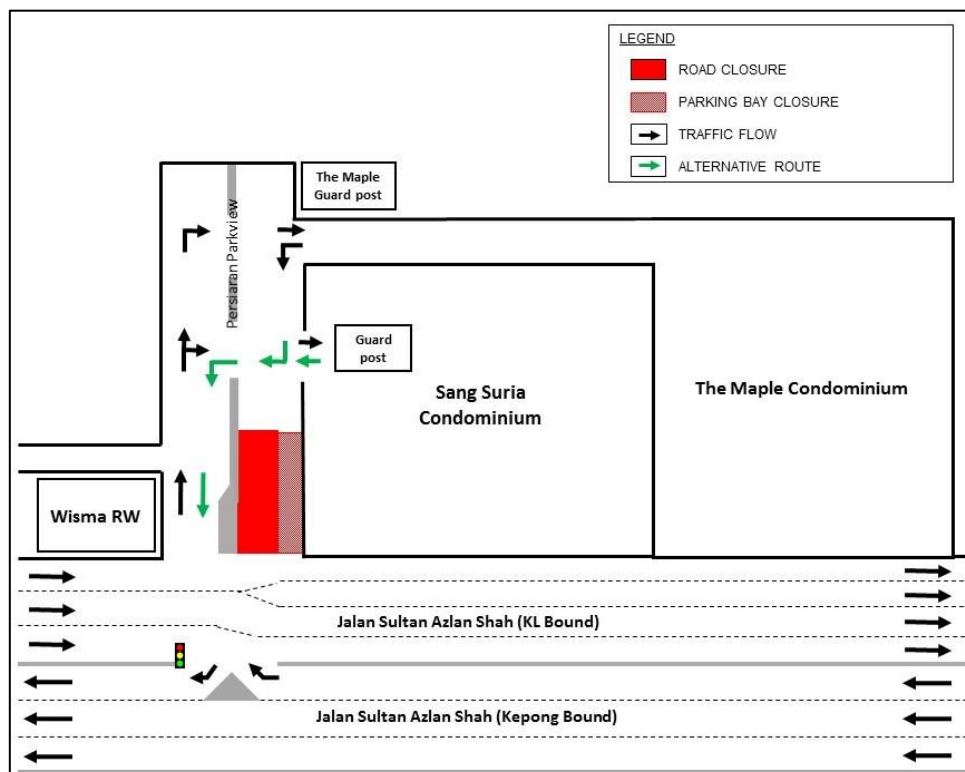 LEGEND
ROAD CLOSURE
PARKING BAY CLOSURE
TRAFFIC FLOW
ALTERNATIVE ROUTE
The Maple
Guard post
Persiaran Parkview
Guard
post
Sang Suria
Condominium
The Maple Condominium
Wisma RW
Jalan Sultan Azlan Shah (KL Bound)
Jalan Sultan Azlan Shah (Kepong Bound)